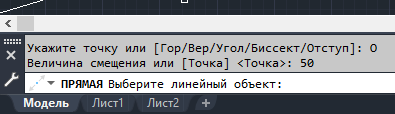 Укажите точку или [Гор/Вер/Угол/Биссект/Отступ]: О
Величина смещения или [Точка] <Точка>: 50
ПРЯМАЯ Выберите линейный объект:
Модель Лист1 Лист2 +